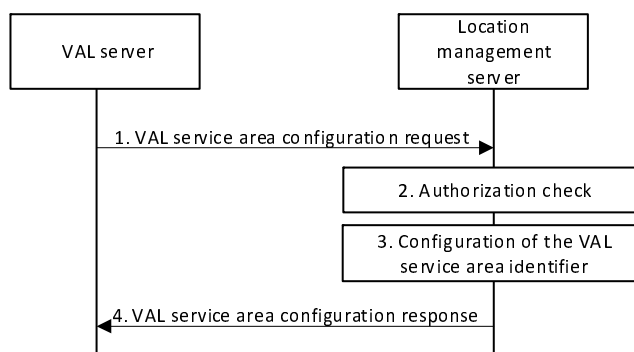 VAL server
Location
management
server
1. VAL service area configuration request
2. Authorization check
3. Configuration of the VAL
service area identifier
4. VAL service area configuration response